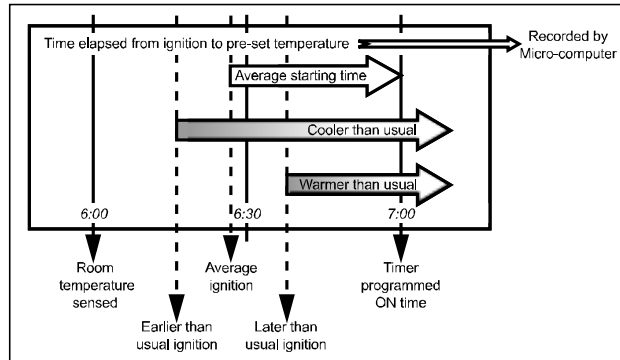 Time elapsed from ignition to pre-set temperature
Recorded by
Micro-computer
Average starting time
Cooler than usual
Warmer than usual
6:00
6:30
7:00
Room
temperature
sensed
Average
ignition
Timer
programmed
ON time
Earlier than
usual ignition
Later than
usual ignition